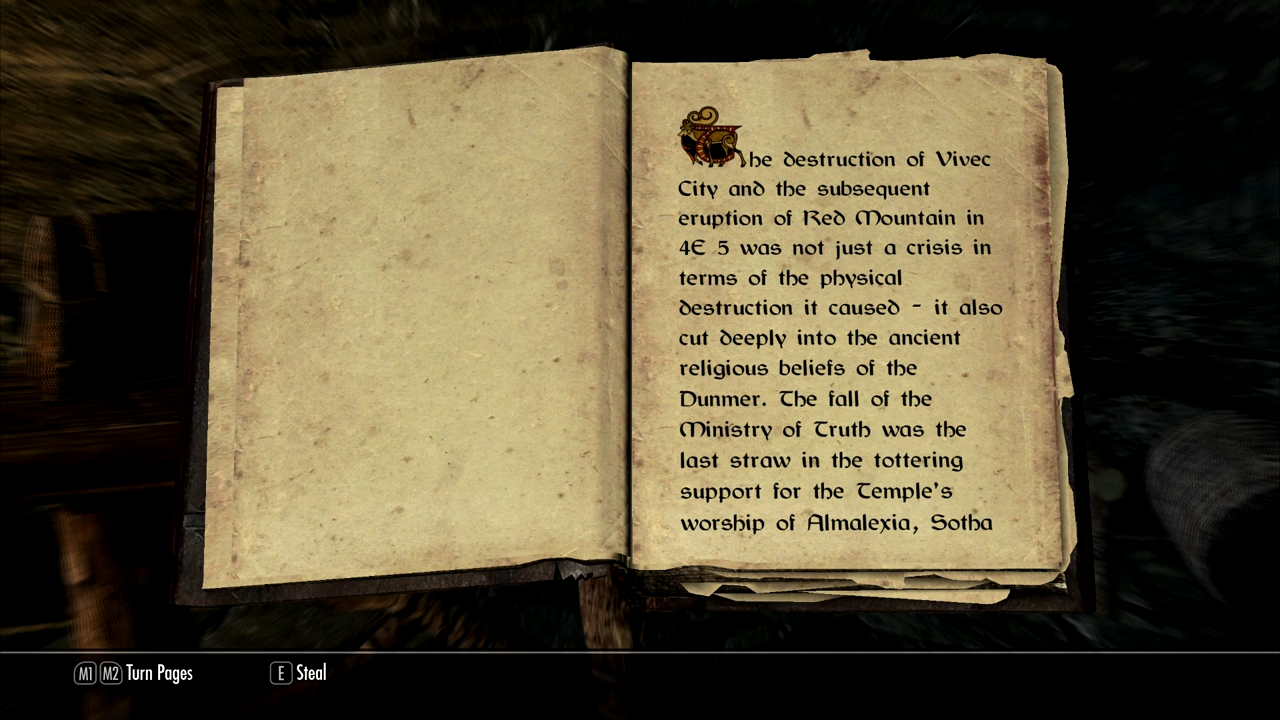 The destruction of Vivec
City and the subsequent
eruption of Red Mountain in
4E 5 was not just a crisis in
terms of the physical
destruction it caused - it also
cut deeply into the ancient
religious beliefs of the
Dunmer. The fall of the
Ministry of Truth was the
last straw in the tottering
support for the Temple's
worship of Almalexia, Sotha
M1 M2 Turn Pages
E Steal